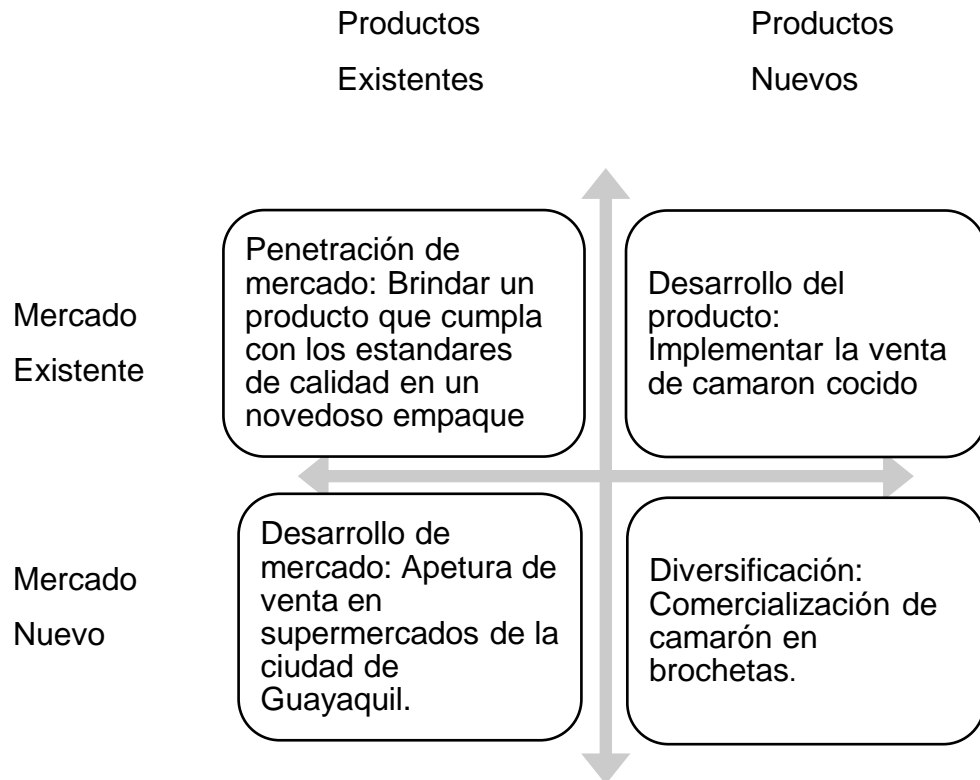 Productos
Existentes
Productos
Nuevos
Mercado
Existente
Penetración de
mercado: Brindar un
producto que cumpla
con los estandares
de calidad en un
novedoso empaque
Desarrollo del
producto:
Implementar la venta
de camaron cocido
Mercado
Nuevo
Desarrollo de
mercado: Apetura de
venta en
supermercados de la
ciudad de
Guayaquil.
Diversificación:
Comercialización de
camarón en
brochetas.